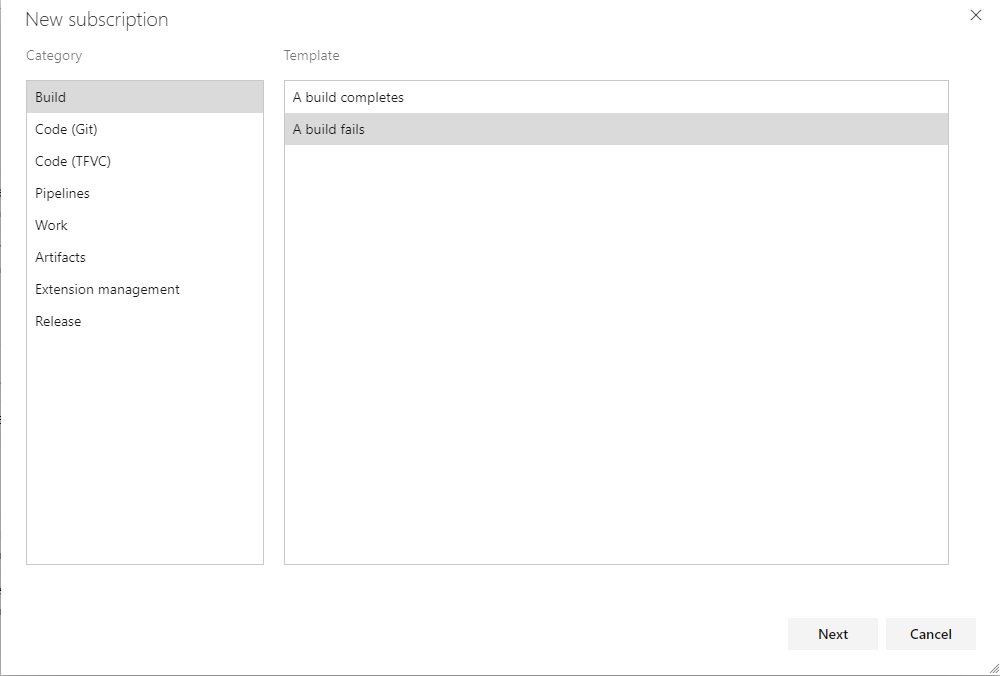 New subscription
Category
Template
Build
Code (Git)
Code (TFVC)
Pipelines
Work
Artifacts
Extension management
Release
A build completes
A build fails
Next
Cancel